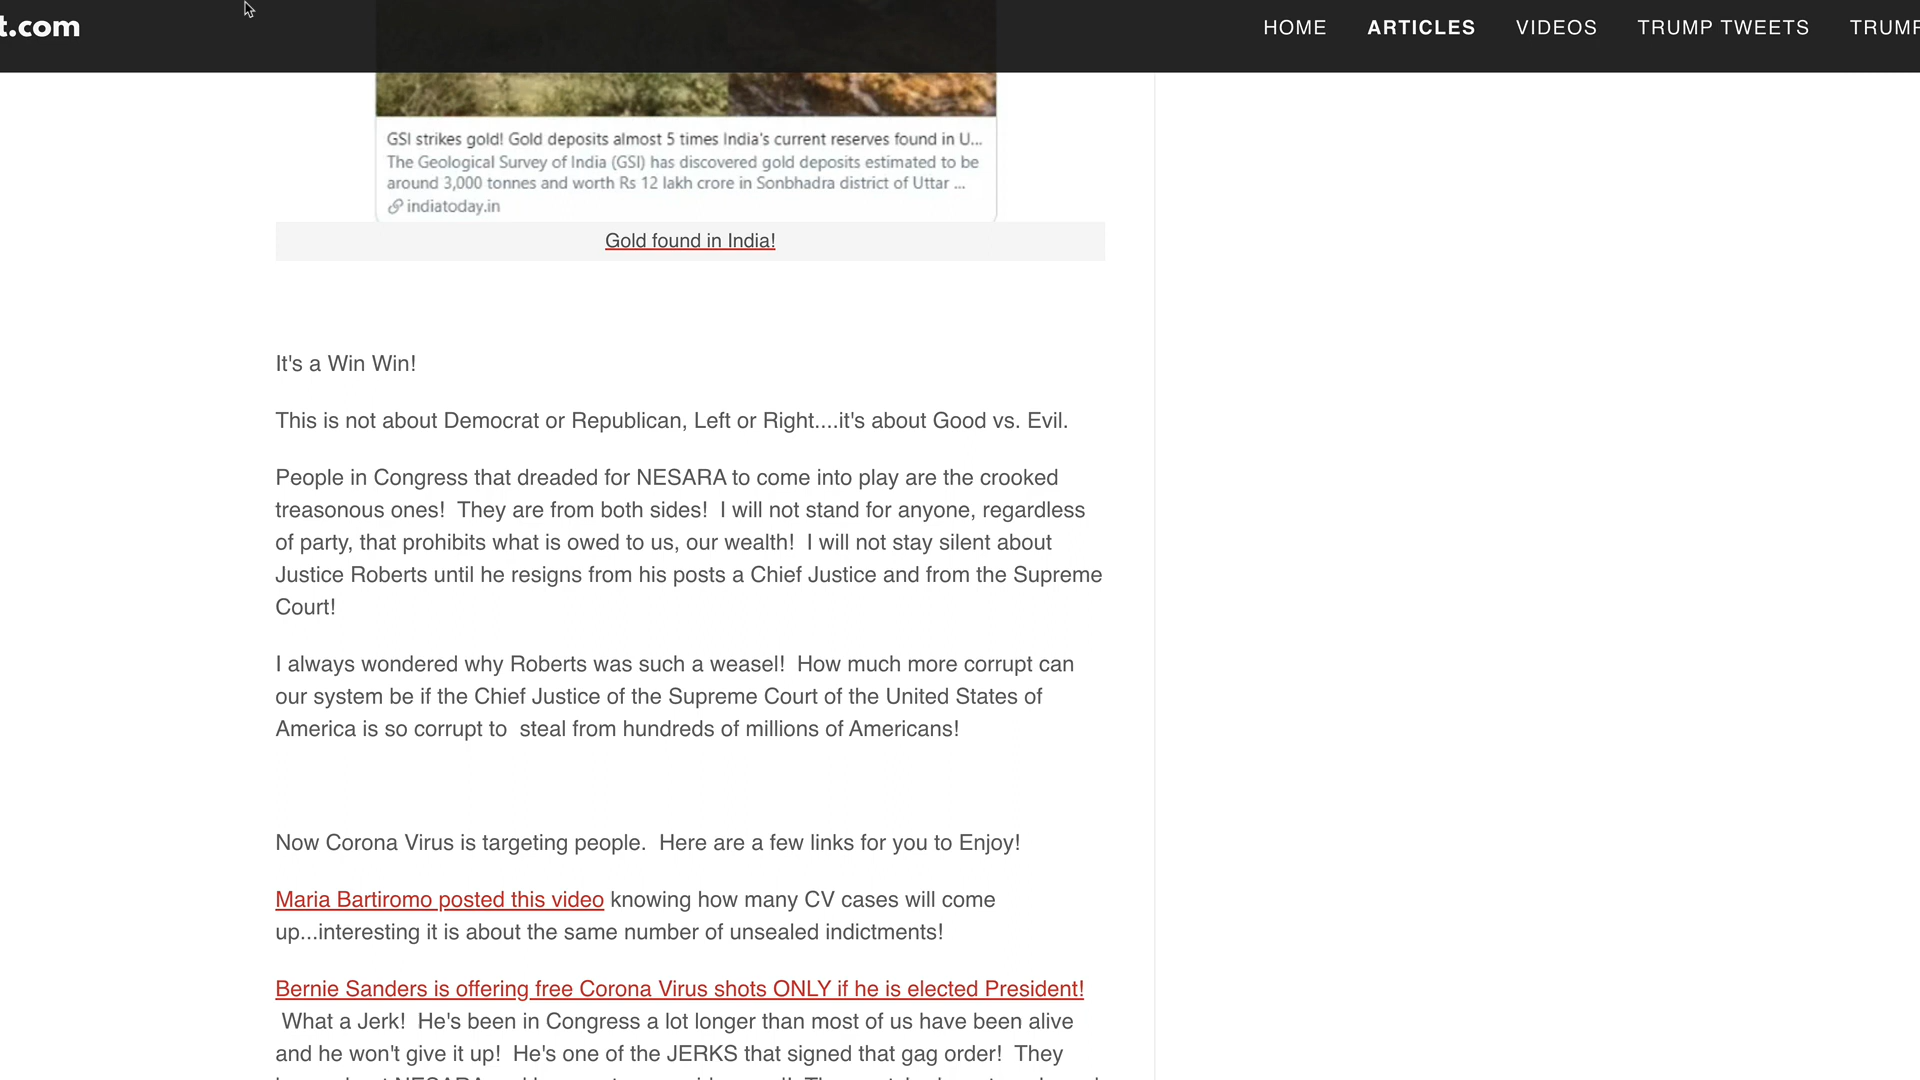 t.com
HOME ARTICLES VIDEOS TRUMP TWEETS TRUMP
GSI strikes gold! Gold deposits almost 5 times India's current reserves found in U...
The Geological Survey of India (GSI) has discovered gold deposits estimated to be
around 3,000 tonnes and worth Rs 12 lakh crore in Sonbhadra district of Uttar ...
indiatoday.in
Gold found in India!
It's a Win Win!
This is not about Democrat or Republican, Left or Right....it's about Good vs. Evil.
People in Congress that dreaded for NESARA to come into play are the crooked
treasonous ones!  They are from both sides!  I will not stand for anyone, regardless
of party, that prohibits what is owed to us, our wealth!  I will not stay silent about
Justice Roberts until he resigns from his posts a Chief Justice and from the Supreme
Court!
I always wondered why Roberts was such a weasel!  How much more corrupt can
our system be if the Chief Justice of the Supreme Court of the United States of
America is so corrupt to  steal from hundreds of millions of Americans!
Now Corona Virus is targeting people.  Here are a few links for you to Enjoy!
Maria Bartiromo posted this video knowing how many CV cases will come
up...interesting it is about the same number of unsealed indictments!
Bernie Sanders is offering free Corona Virus shots ONLY if he is elected President!
What a Jerk!  He's been in Congress a lot longer than most of us have been alive
and he won't give it up!  He's one of the JERKS that signed that gag order!  They